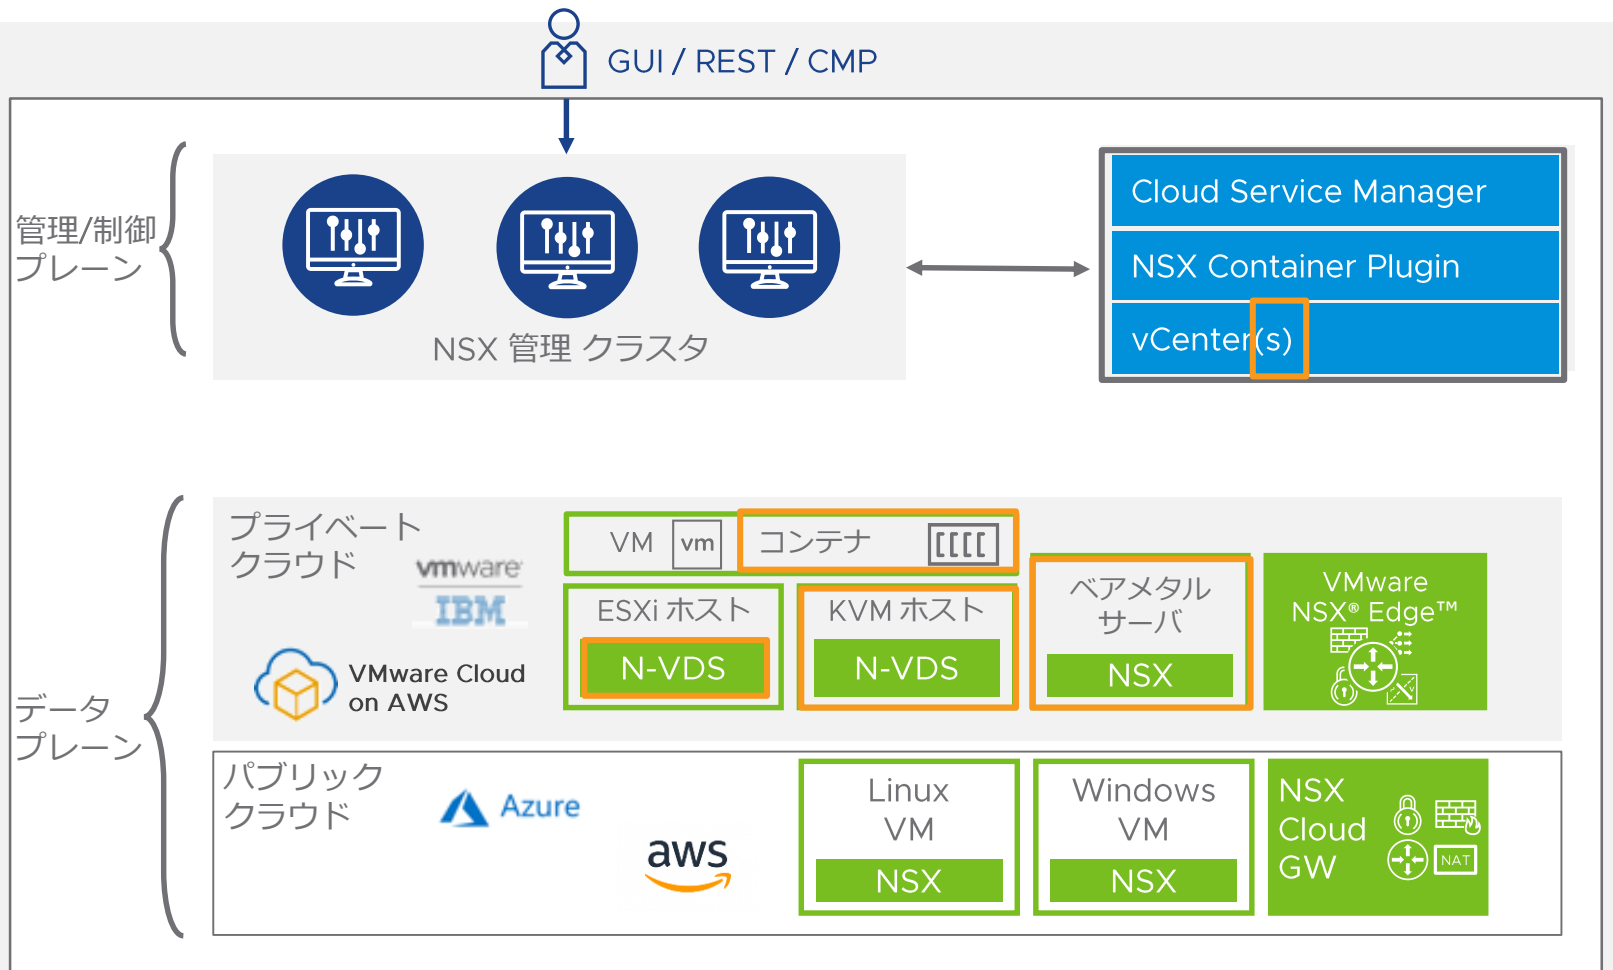 GUI / REST / CMP
管理/制御
プレーン
NSX 管理 クラスタ
Cloud Service Manager
NSX Container Plugin
vCenter(s)
データ
プレーン
プライベート
クラウド
vmware
IBM
VMware Cloud
on AWS
VM
vm
コンテナ
ESXi ホスト
N-VDS
KVM ホスト
N-VDS
ベアメタル
サーバ
NSX
VMware
NSX® Edge™
パブリック
クラウド
Azure
aws
Linux
VM
NSX
Windows
VM
NSX
NSX
Cloud
GW
NAT